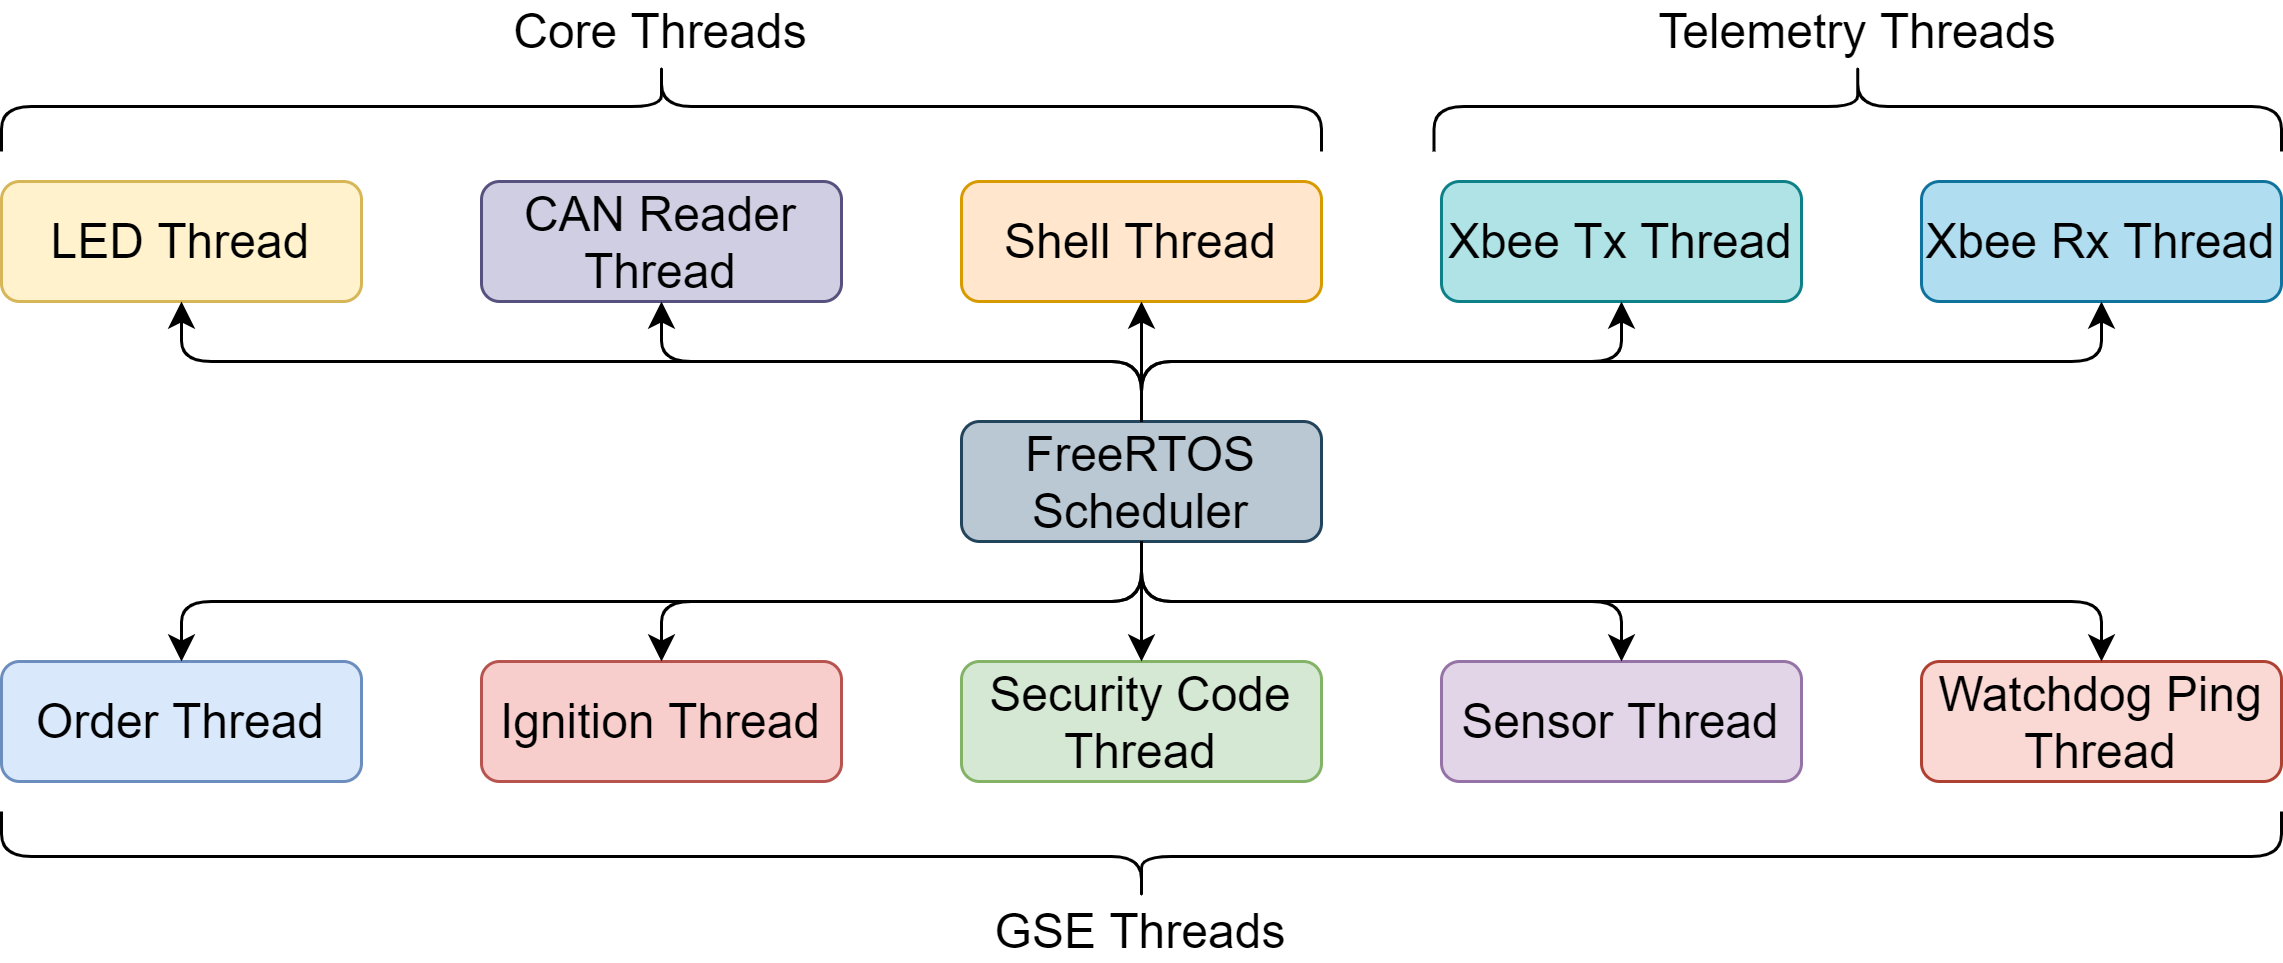 Core Threads
Telemetry Threads
LED Thread
CAN Reader
Thread
Shell Thread
Xbee Tx Thread
Xbee Rx Thread
FreeRTOS
Scheduler
Order Thread
Ignition Thread
Security Code
Thread
Sensor Thread
Watchdog Ping
Thread
GSE Threads